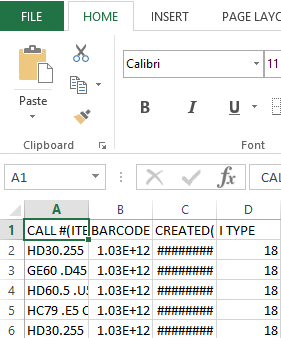 FILE HOME INSERT PAGE LAYO
Calibri 11
Paste
B I U
Clipboard Font
A1 fx CAL
A B C D
1 CALL #(ITE BARCODE CREATED( I TYPE
2 HD30.255 1.03E+12 ######## 18
3 GE60 .D45 1.03E+12 ######## 18
4 HD60.5 .U5 1.03E+12 ######## 18
5 HC79 .E5 C 1.03E+12 ######## 18
6 HD30.255 1.03E+12 ######## 18